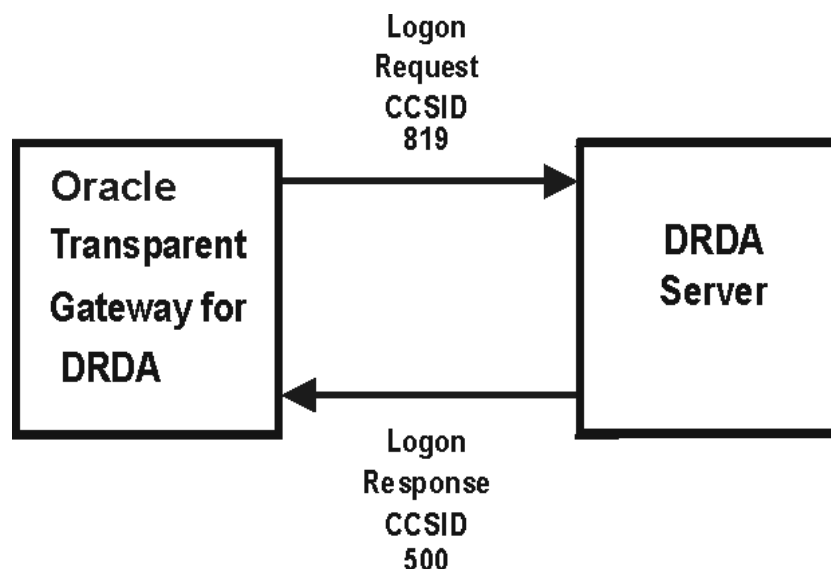 Logon
Request
CCSID
819
Oracle
Transparent
Gateway for
DRDA
DRDA
Server
Logon
Response
CCSID
500